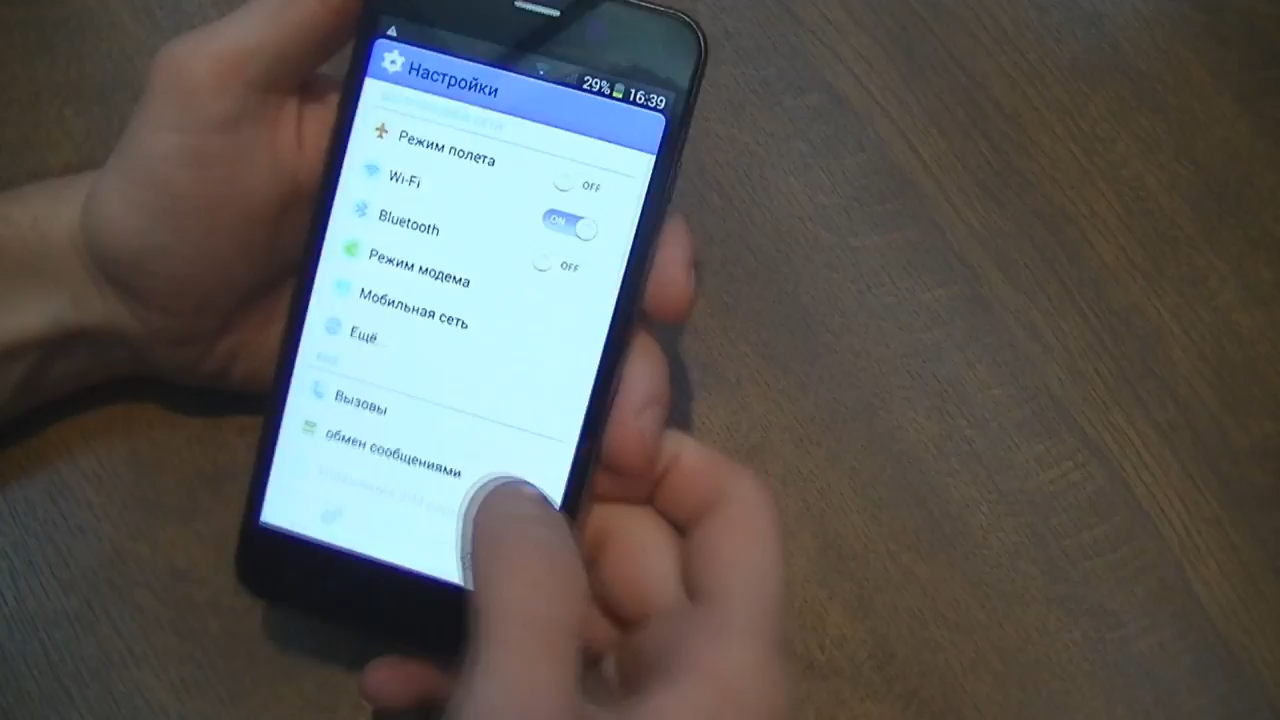 29% 16:39
Настройки
Режим полета
OFF
Wi-Fi
ON
Bluetooth
OFF
Режим модема
Мобильная сеть
Ещё...
Вызовы
обмен сообщениями